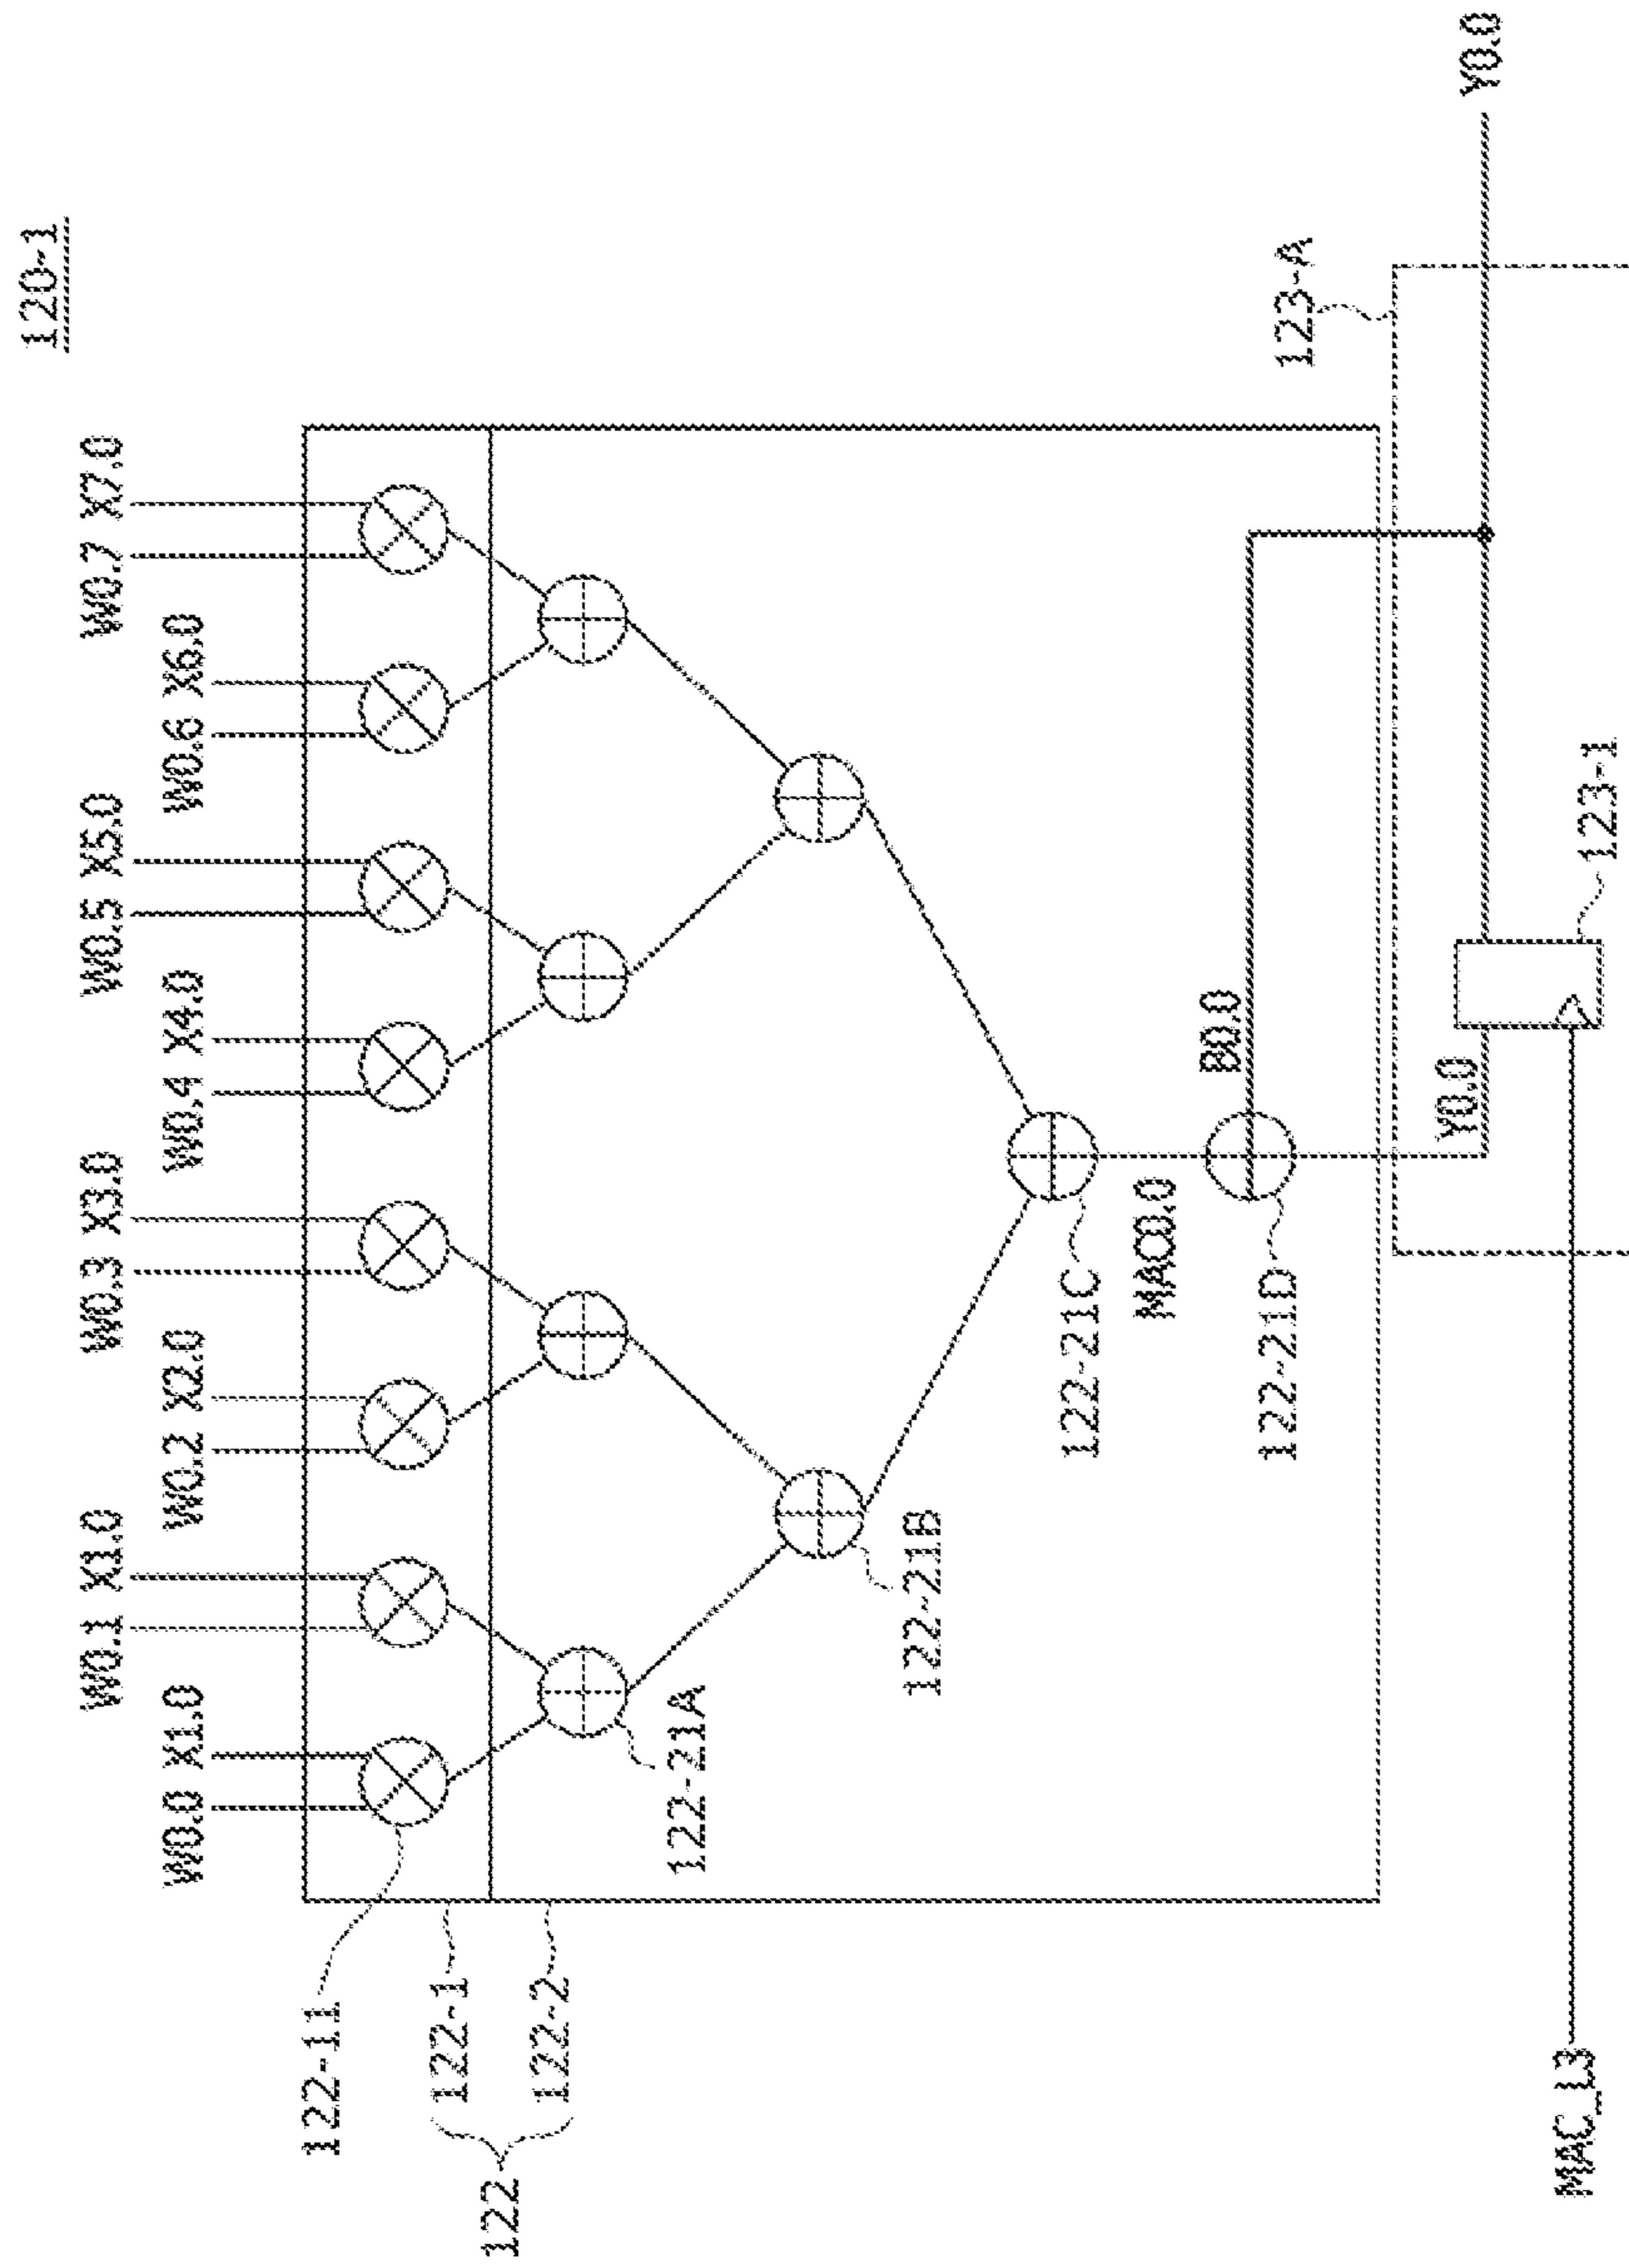 120-1
W0.1 X1.0
W0.3 X3.0
W0.5 X5.0
W0.7 X7.0
W0.0 X1.0
W0.2 X2.0
W0.4 X4.0
W0.6 X6.0
122-11
122-1
122
122-2
122-21A
122-21B
122-21C
MAC0.0
B0.0
122-21D
123-A
Y0.0
Y0.0
MAC_L3
123-1